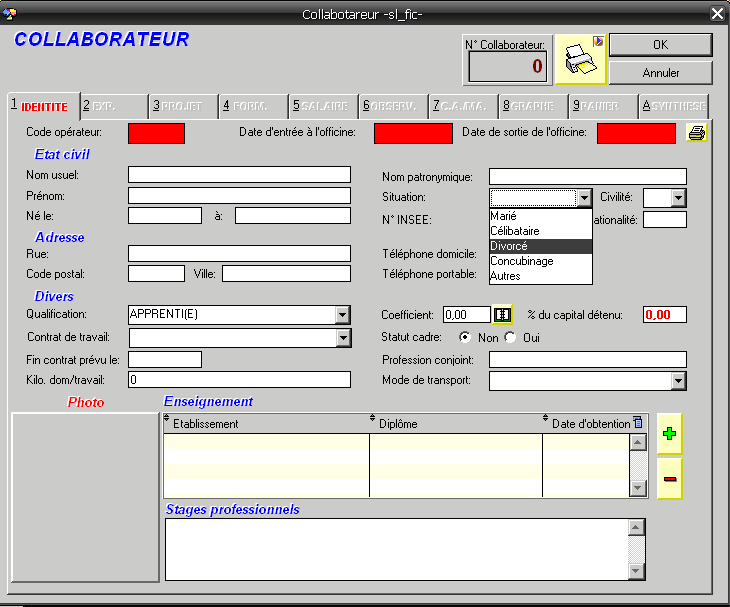 Collabotareur -sl_fic-
COLLABORATEUR
N° Collaborateur:
0
OK
Annuler
1 IDENTITE 2 EXP. 3 PROJET 4 FORM. 5 SALAIRE 6 OBSERV. 7 C.A./MA. 8 GRAPHE 9 PANIER A SYNTHESE
Code opérateur: Date d'entrée à l'officine: Date de sortie de l'officine:
Etat civil
Nom usuel: Nom patronymique:
Prénom: Situation: Civilité:
Né le: à: N° INSEE: ationalité:
Marié
Célibataire
Divorcé
Concubinage
Autres
Adresse
Rue: Téléphone domicile:
Code postal: Ville: Téléphone portable:
Divers
Qualification: APPRENTI(E) Coefficient: 0,00 % du capital détenu: 0,00
Contrat de travail: Statut cadre: Non Oui
Fin contrat prévu le: Profession conjoint:
Kilo. dom/travail: 0 Mode de transport:
Photo
Enseignement
Etablissement Diplôme Date d'obtention
Stages professionnels